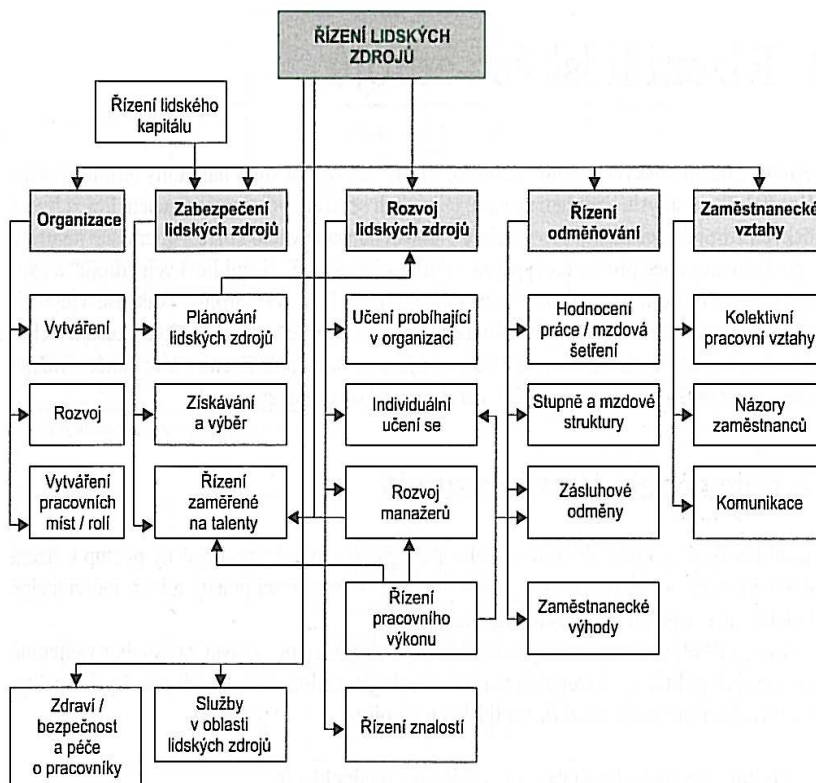 ŘÍZENÍ LIDSKÝCH
ZDROJŮ
Řízení lidského
kapitálu
Organizace
Zabezpečení
lidských zdrojů
Rozvoj
lidských zdrojů
Řízení
odměňování
Zaměstnanecké
vztahy
Vytváření
Plánování
lidských zdrojů
Učení probíhající
v organizaci
Hodnocení
práce / mzdová
šetření
Kolektivní
pracovní vztahy
Rozvoj
Získávání
a výběr
Individuální
učení se
Stupně a mzdové
struktury
Názory
zaměstnanců
Vytváření
pracovních
míst / rolí
Řízení
zaměřené
na talenty
Rozvoj
manažerů
Zásluhové
odměny
Komunikace
Řízení
pracovního
výkonu
Zaměstnanecké
výhody
Zdraví /
bezpečnost
a péče
o pracovníky
Služby
v oblasti
lidských zdrojů
Řízení znalostí